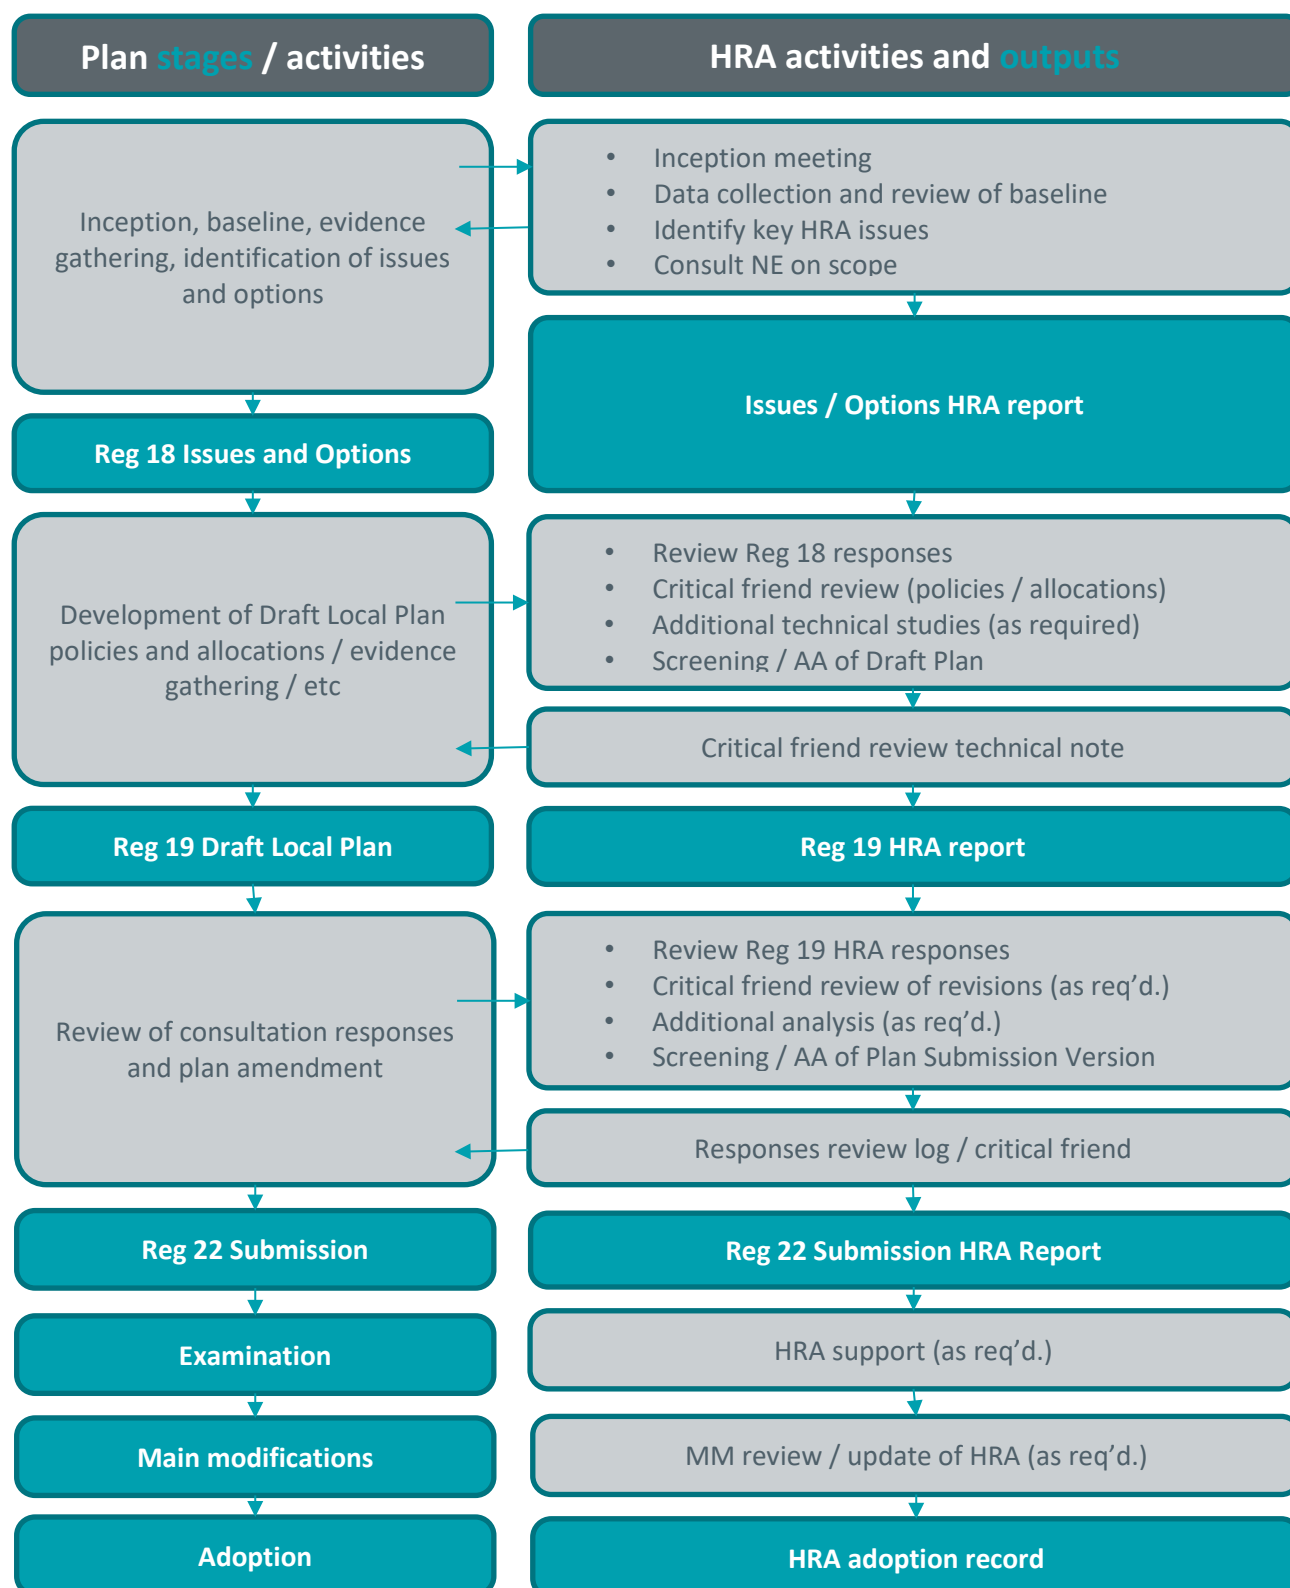 Plan stages / activities
HRA activities and outputs
Inception, baseline, evidence
gathering, identification of issues
and options
• Inception meeting
• Data collection and review of baseline
• Identify key HRA issues
• Consult NE on scope
Issues / Options HRA report
Reg 18 Issues and Options
Development of Draft Local Plan
policies and allocations / evidence
gathering / etc
• Review Reg 18 responses
• Critical friend review (policies / allocations)
• Additional technical studies (as required)
• Screening / AA of Draft Plan
Critical friend review technical note
Reg 19 Draft Local Plan
Reg 19 HRA report
Review of consultation responses
and plan amendment
• Review Reg 19 HRA responses
• Critical friend review of revisions (as req’d.)
• Additional analysis (as req’d.)
• Screening / AA of Plan Submission Version
Responses review log / critical friend
Reg 22 Submission
Reg 22 Submission HRA Report
Examination
HRA support (as req’d.)
Main modifications
MM review / update of HRA (as req’d.)
Adoption
HRA adoption record